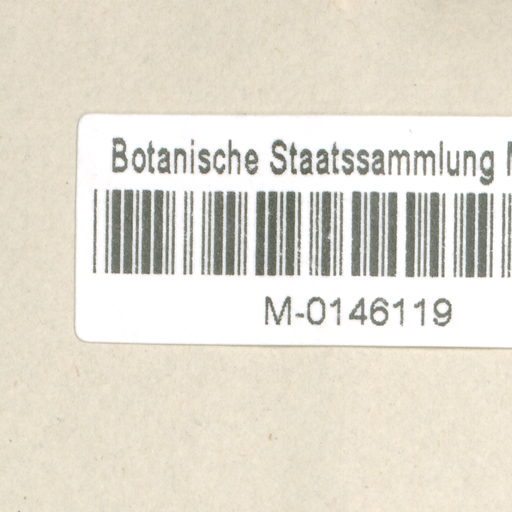 Botanische Staatssammlung
M-0146119